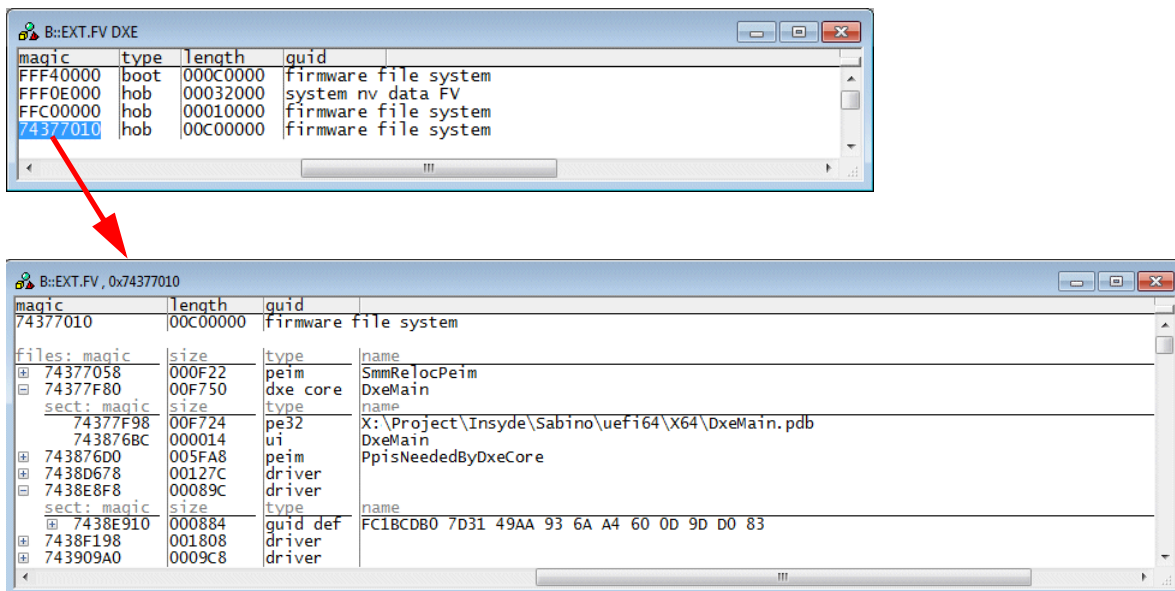 B::EXT.FV DXE
magic type length guid
FFF40000 boot 000C0000 firmware file system
FFF0E000 hob 00032000 system nv data FV
FFC00000 hob 00010000 firmware file system
74377010 hob 00C00000 firmware file system
B::EXT.FV , 0x74377010
magic length guid
74377010 00C00000 firmware file system
files: magic size type name
74377058 000F22 peim SmmRelocPeim
74377F80 00F750 dxe core DxeMain
sect: magic size type name
74377F98 00F724 pe32 X:\Project\Insyde\Sabino\uefi64\X64\DxeMain.pdb
743876BC 000014 ui DxeMain
743876D0 005FA8 peim PpisNeededByDxeCore
7438D678 00127C driver
7438E8F8 00089C driver
sect: magic size type name
7438E910 000884 guid def FC1BCDB0 7D31 49AA 93 6A A4 60 0D 9D D0 83
7438F198 001808 driver
743909A0 0009C8 driver